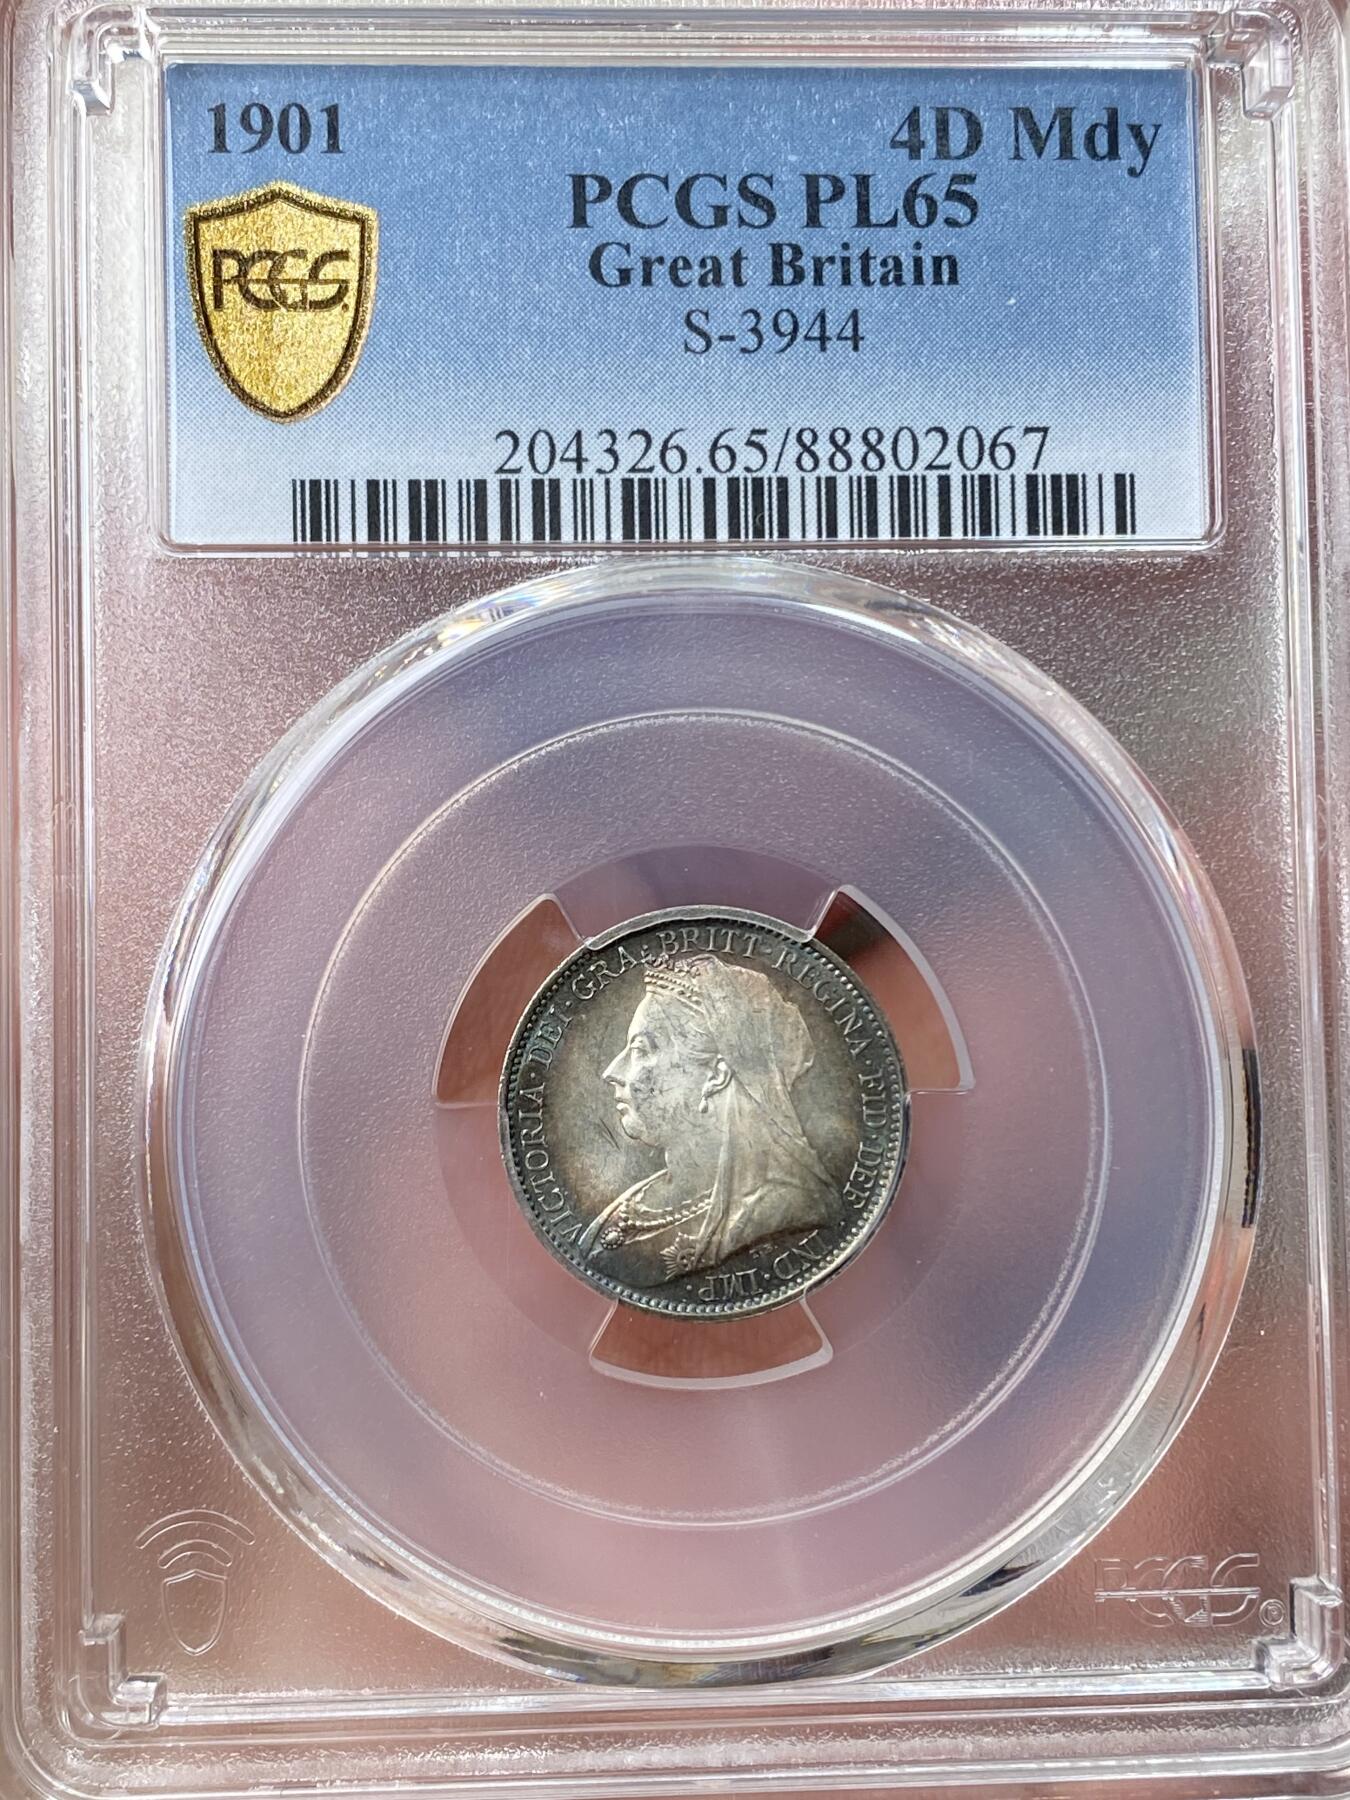 1901 4D Mdy
PCGS PL65
Great Britain
PCGS
S-3944
204326.65/88802067
VICTORIA·DEI·GRA:BRITT·REGINA·FID·DEF·IND·IMP·
PCGS